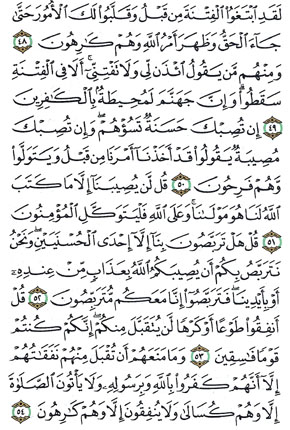 لَقَدِ ٱبْتَغَوُا۟ ٱلْفِتْنَةَ مِن قَبْلُ وَقَلَّبُوا۟ لَكَ ٱلْأُمُورَ حَتَّىٰ
جَآءَ ٱلْحَقُّ وَظَهَرَ أَمْرُ ٱللَّهِ وَهُمْ كَٰرِهُونَ ٤٨
وَمِنْهُم مَّن يَقُولُ ٱئْذَن لِّى وَلَا تَفْتِنِّىٓ ۚ أَلَا فِى ٱلْفِتْنَةِ
سَقَطُوا۟ ۗ وَإِنَّ جَهَنَّمَ لَمُحِيطَةٌۢ بِٱلْكَٰفِرِينَ
٤٩ إِن تُصِبْكَ حَسَنَةٌ تَسُؤْهُمْ ۖ وَإِن تُصِبْكَ
مُصِيبَةٌ يَقُولُوا۟ قَدْ أَخَذْنَآ أَمْرَنَا مِن قَبْلُ وَيَتَوَلَّوا۟
وَّهُمْ فَرِحُونَ ٥٠ قُل لَّن يُصِيبَنَآ إِلَّا مَا كَتَبَ
ٱللَّهُ لَنَا هُوَ مَوْلَىٰنَا ۚ وَعَلَى ٱللَّهِ فَلْيَتَوَكَّلِ ٱلْمُؤْمِنُونَ
٥١ قُلْ هَلْ تَرَبَّصُونَ بِنَآ إِلَّآ إِحْدَى ٱلْحُسْنَيَيْنِ ۖ وَنَحْنُ
نَتَرَبَّصُ بِكُمْ أَن يُصِيبَكُمُ ٱللَّهُ بِعَذَابٍ مِّنْ عِندِهِۦٓ
أَوْ بِأَيْدِينَا ۖ فَتَرَبَّصُوٓا۟ إِنَّا مَعَكُم مُّتَرَبِّصُونَ ٥٢ قُلْ
أَنفِقُوا۟ طَوْعًا أَوْ كَرْهًا لَّن يُتَقَبَّلَ مِنكُمْ ۖ إِنَّكُمْ كُنتُمْ
قَوْمًا فَٰسِقِينَ ٥٣ وَمَا مَنَعَهُمْ أَن تُقْبَلَ مِنْهُمْ نَفَقَٰتُهُمْ
إِلَّآ أَنَّهُمْ كَفَرُوا۟ بِٱللَّهِ وَبِرَسُولِهِۦ وَلَا يَأْتُونَ ٱلصَّلَوٰةَ
إِلَّا وَهُمْ كُسَالَىٰ وَلَا يُنفِقُونَ إِلَّا وَهُمْ كَٰرِهُونَ ٥٤